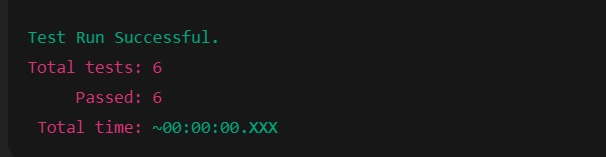 Test Run Successful.
Total tests: 6
Passed: 6
Total time: ~00:00:00.XXX